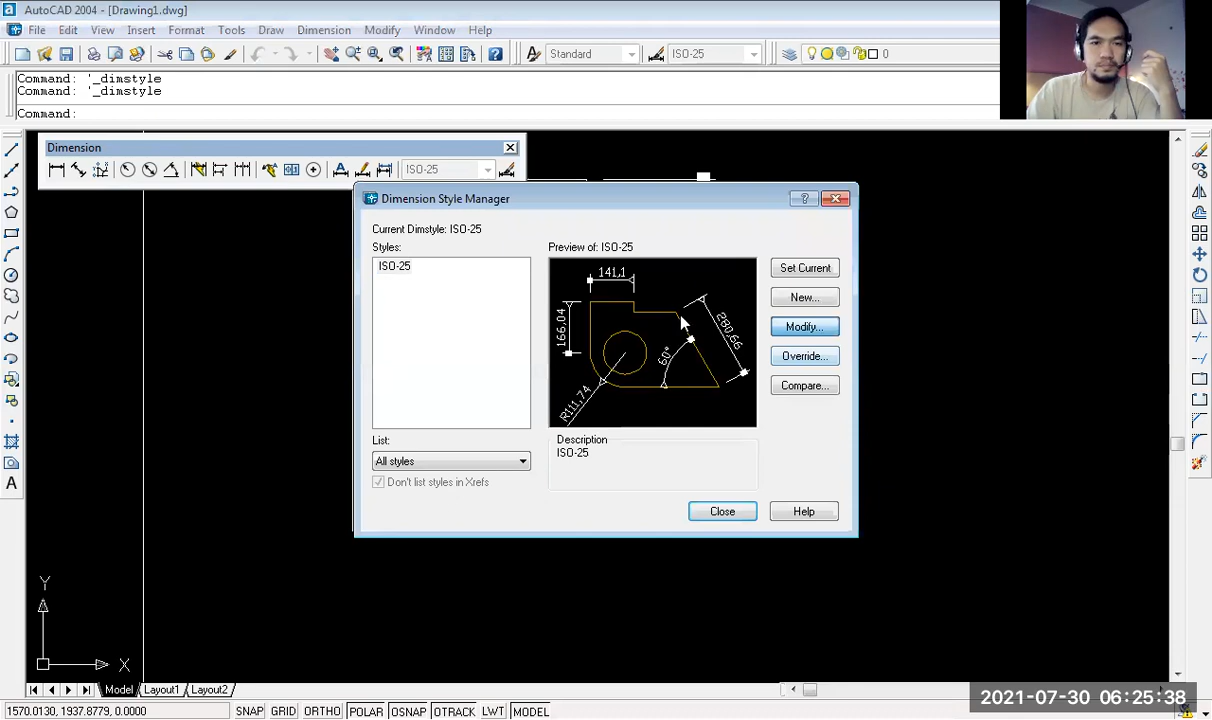 AutoCAD 2004 - [Drawing1.dwg]
File Edit View Insert Format Tools Draw Dimension Modify Window Help
Standard ISO-25 0
Command: '_dimstyle
Command: '_dimstyle
Command:
Dimension
ISO-25
Dimension Style Manager
Current Dimstyle: ISO-25
Styles:
ISO-25
Preview of: ISO-25
141,1
166,04
280,66
60°
R111,74
Set Current
New...
Modify...
Override...
Compare...
List:
All styles
Don't list styles in Xrefs
Description
ISO-25
Close
Help
Y
X
Model Layout1 Layout2
1570.0130, 1937.8779, 0.0000 SNAP GRID ORTHO POLAR OSNAP OTRACK LWT MODEL
2021-07-30 06:25:38